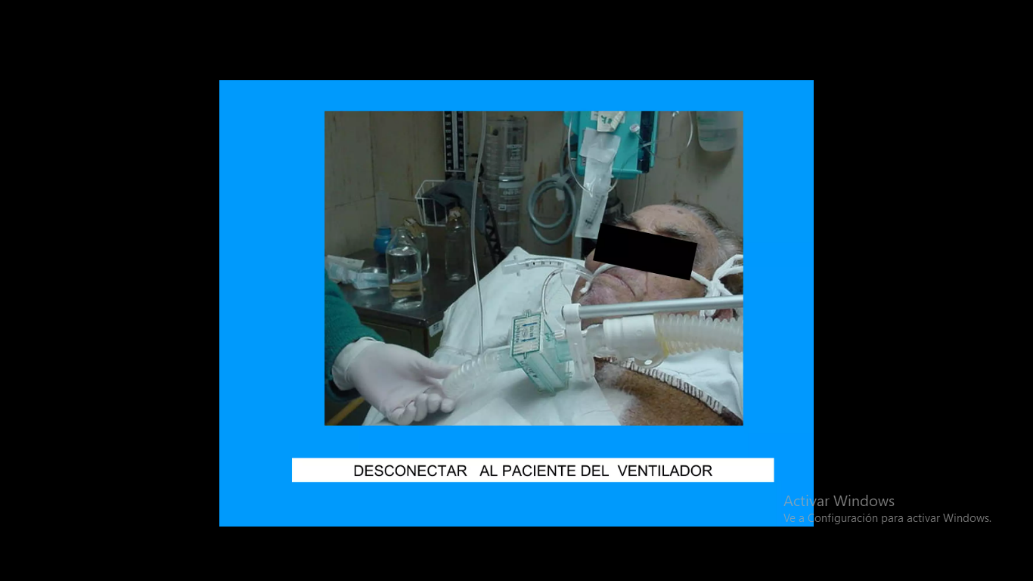 DESCONECTAR AL PACIENTE DEL VENTILADOR
Activar Windows
Ve a Configuración para activar Windows.